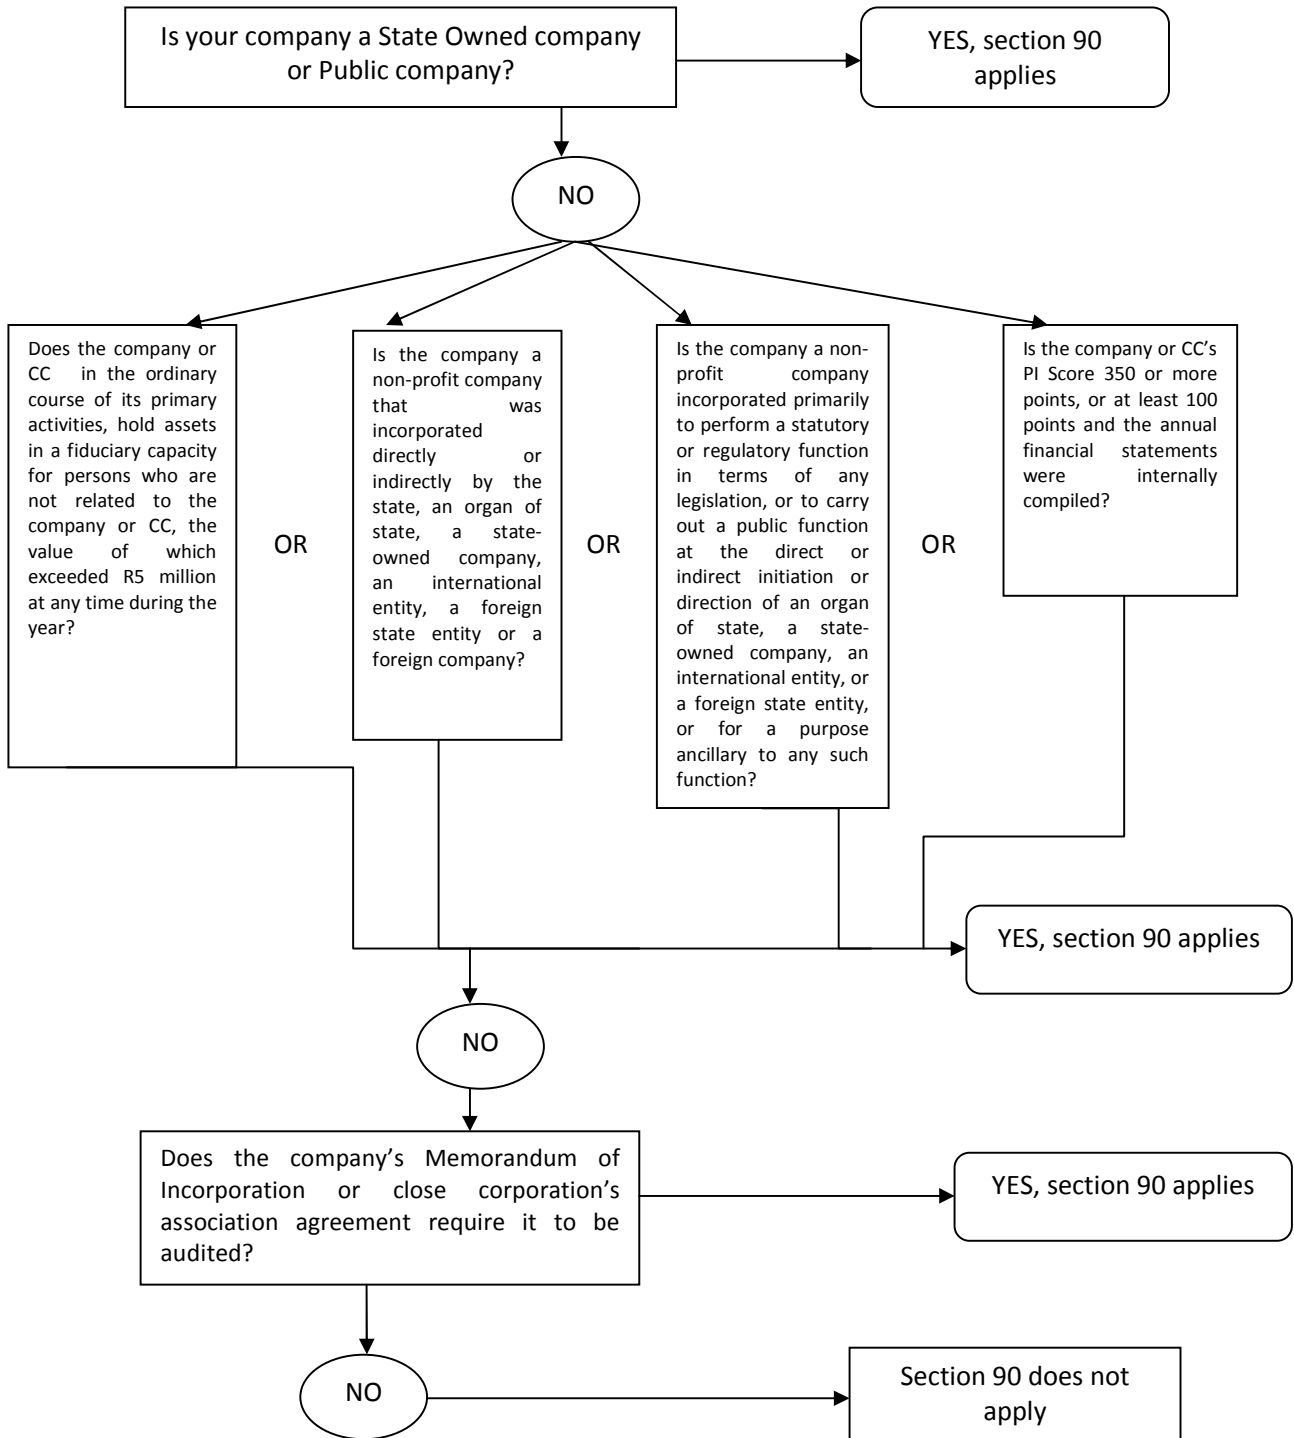 Is your company a State Owned company
or Public company?
YES, section 90
applies
NO
Does the company or
CC in the ordinary
course of its primary
activities, hold assets
in a fiduciary capacity
for persons who are
not related to the
company or CC, the
value of which
exceeded R5 million
at any time during the
year?
OR
Is the company a
non-profit company
that was
incorporated
directly or
indirectly by the
state, an organ of
state, a state-
owned company,
an international
entity, a foreign
state entity or a
foreign company?
OR
Is the company a non-
profit company
incorporated primarily
to perform a statutory
or regulatory function
in terms of any
legislation, or to carry
out a public function
at the direct or
indirect initiation or
direction of an organ
of state, a state-
owned company, an
international entity, or
a foreign state entity,
or for a purpose
ancillary to any such
function?
OR
Is the company or CC’s
PI Score 350 or more
points, or at least 100
points and the annual
financial statements
were internally
compiled?
YES, section 90 applies
NO
Does the company’s Memorandum of
Incorporation or close corporation’s
association agreement require it to be
audited?
YES, section 90 applies
NO
Section 90 does not
apply